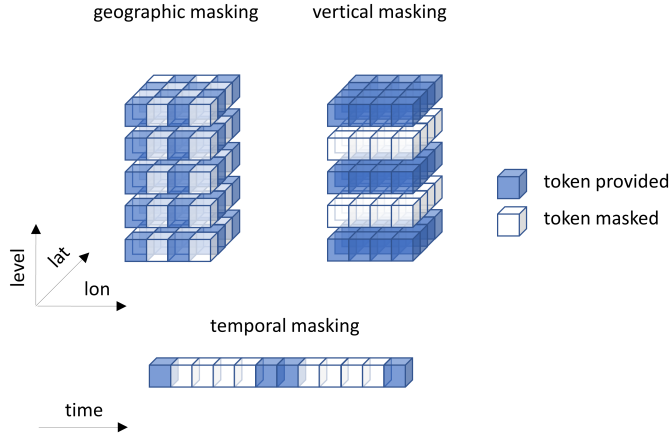 geographic masking
vertical masking
token provided
token masked
level
lat
lon
temporal masking
time